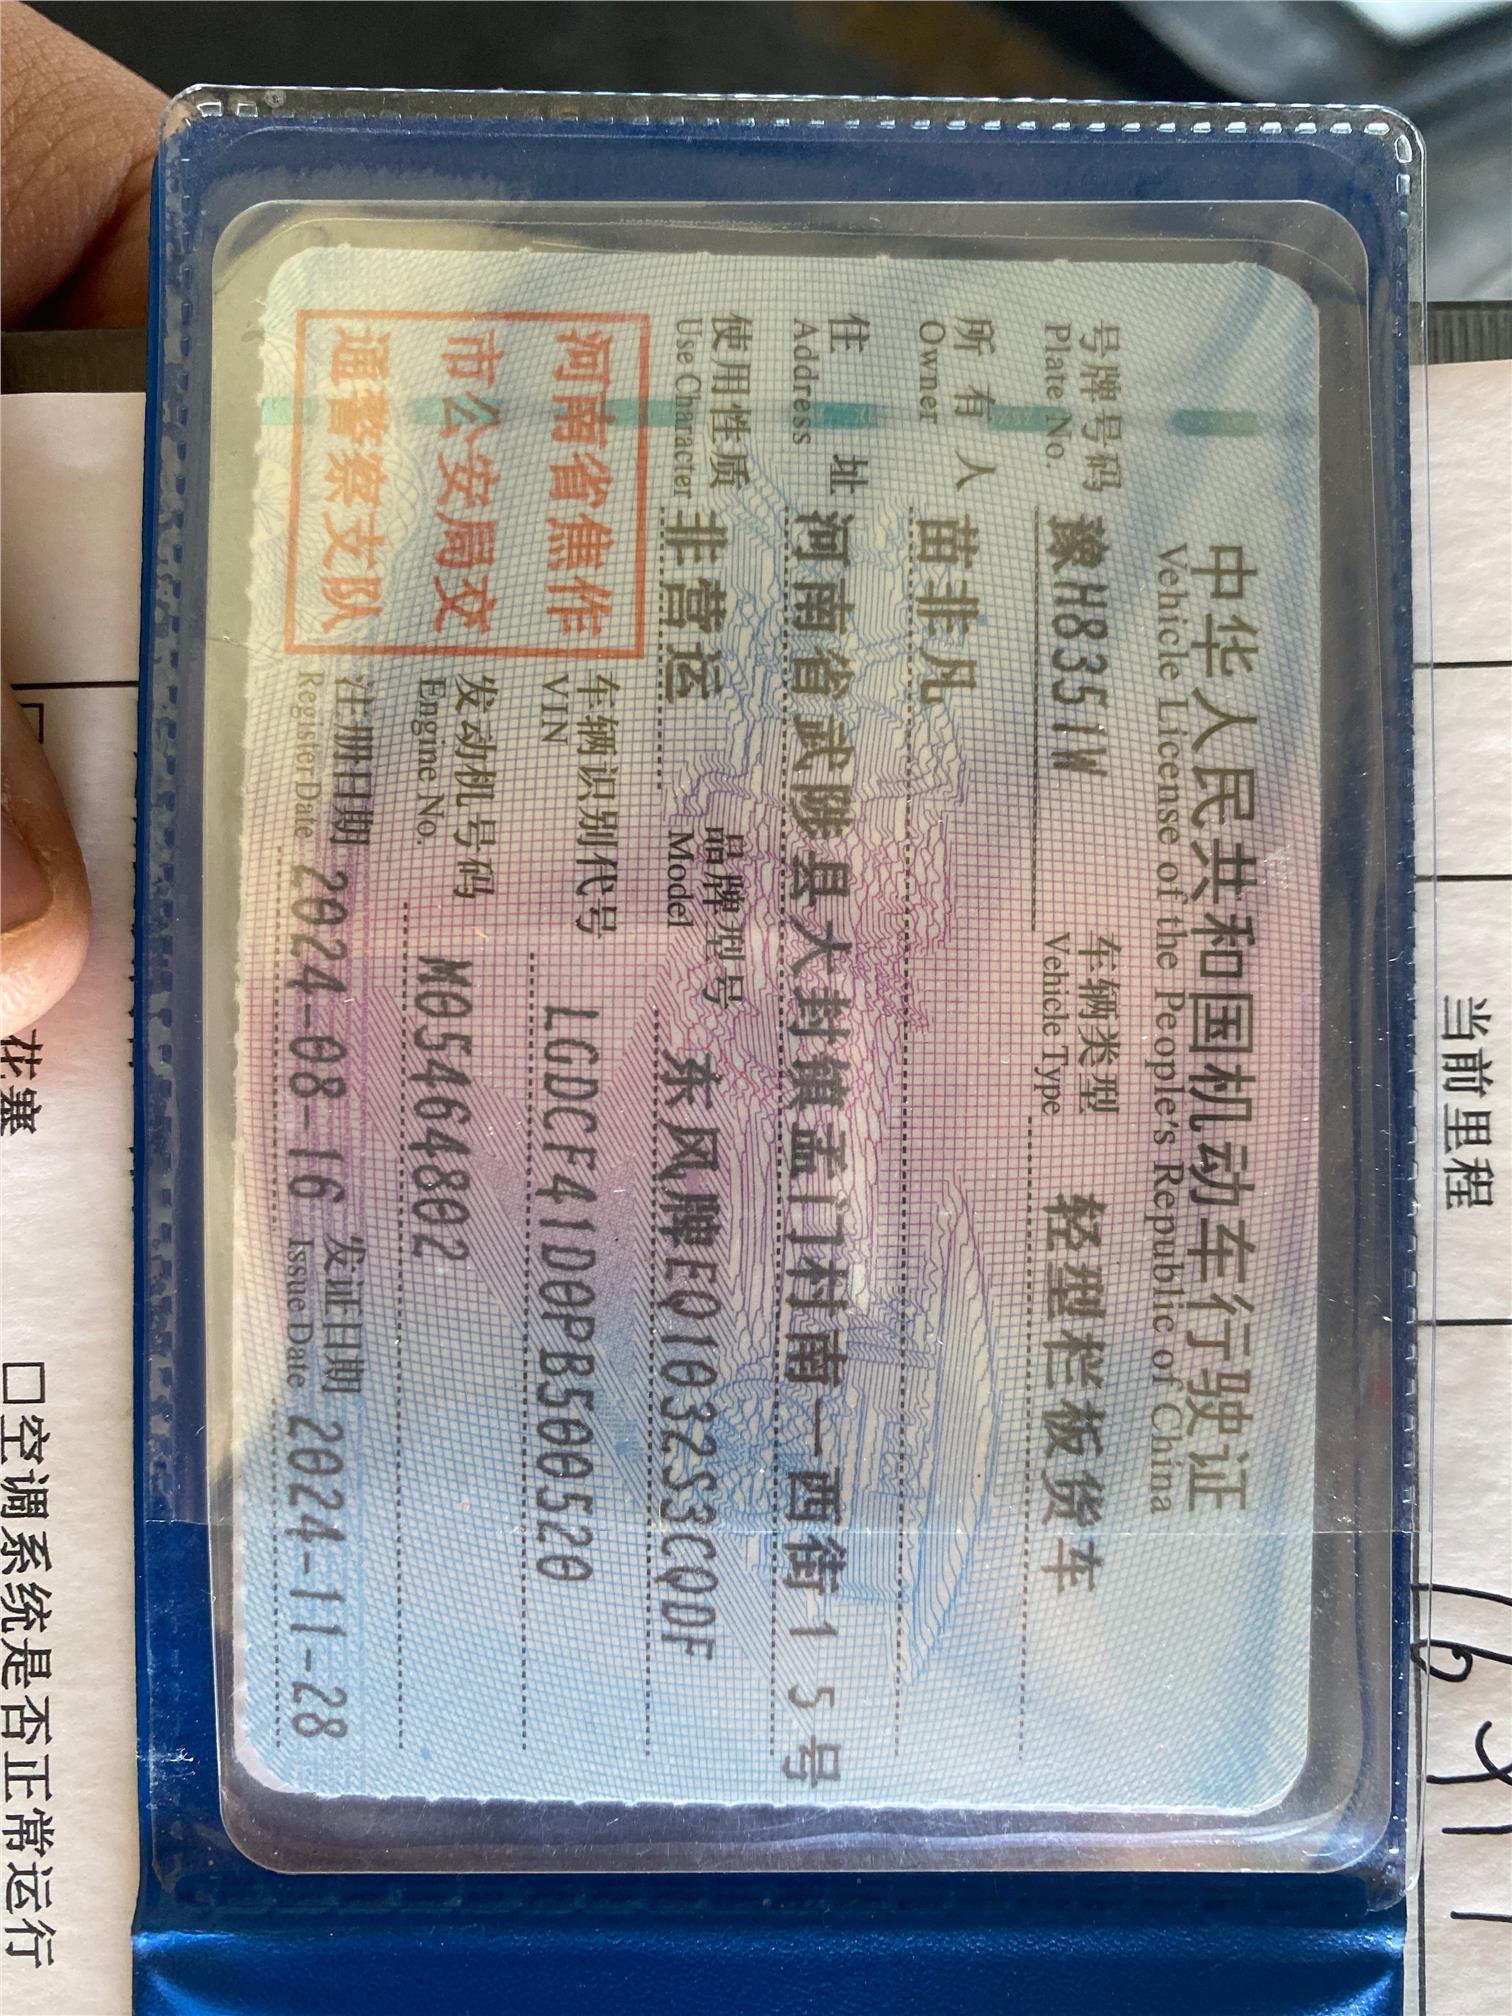 中华人民共和国机动车行驶证
Vehicle License of the People's Republic of China
号牌号码 豫H8351W 车辆类型 轻型栏板货车
Plate No. Vehicle Type
所有人 苗非凡
Owner
住址 河南省武陟县大封镇孟门村南一西街15号
Address
使用性质 非营运 品牌型号 东风牌EQ1032S3CQDF
Use Character Model
河南省焦作
市公安局交
通警察支队
车辆识别代号 LGDCF41D0PB500520
VIN
发动机号码 M05464802
Engine No.
注册日期 2024-08-16 发证日期 2024-11-28
Register Date Issue Date
当前里程
花塞
□空调系统是否正常运行